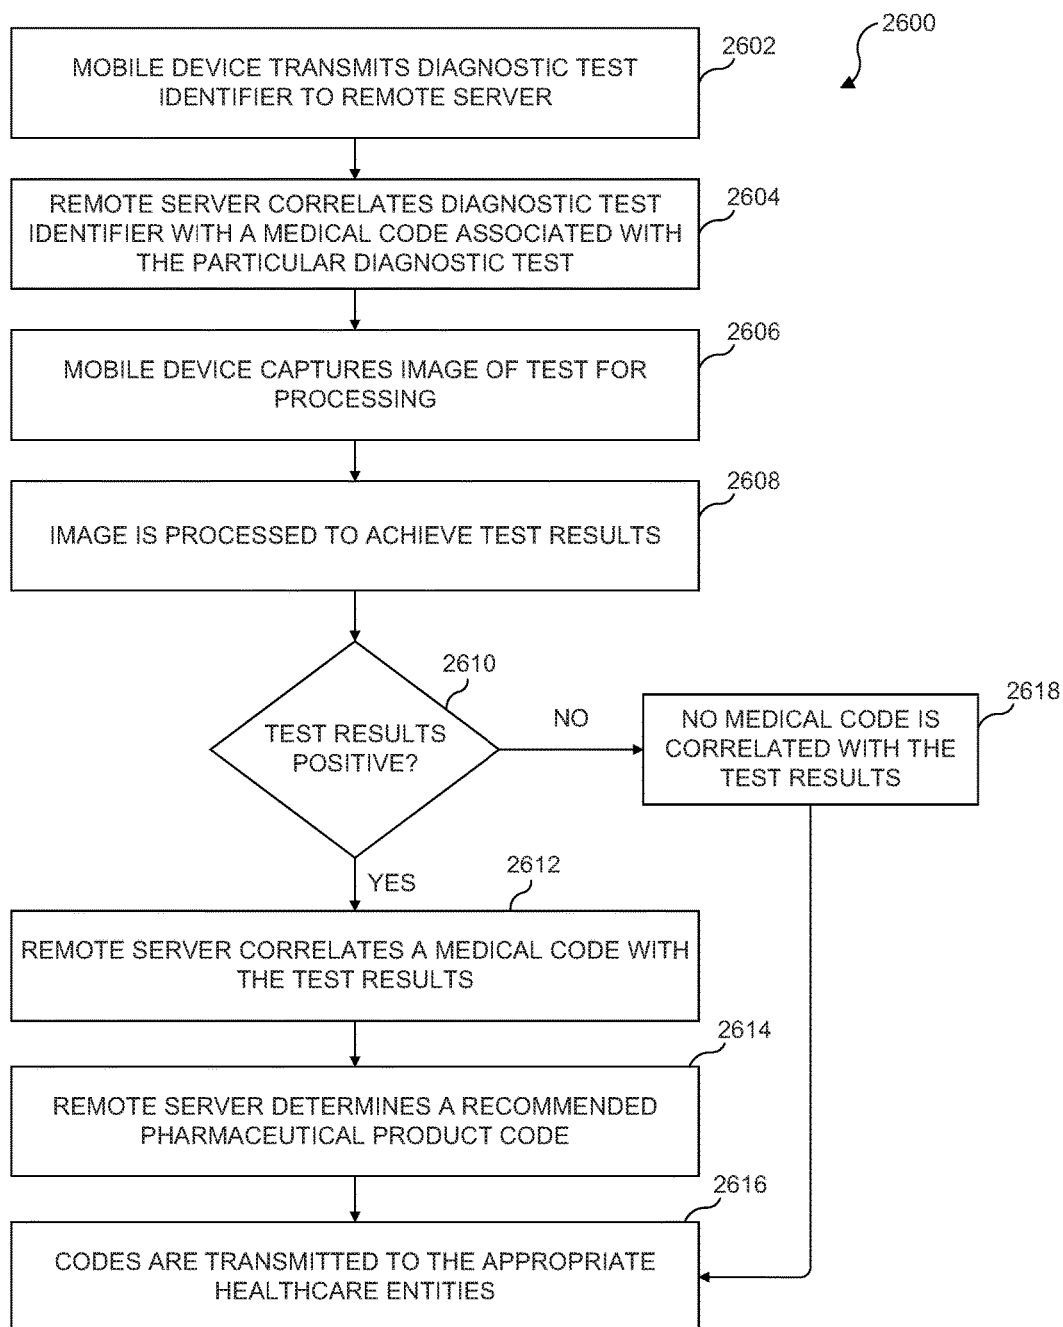 2600
2602
MOBILE DEVICE TRANSMITS DIAGNOSTIC TEST
IDENTIFIER TO REMOTE SERVER
2604
REMOTE SERVER CORRELATES DIAGNOSTIC TEST
IDENTIFIER WITH A MEDICAL CODE ASSOCIATED WITH
THE PARTICULAR DIAGNOSTIC TEST
2606
MOBILE DEVICE CAPTURES IMAGE OF TEST FOR
PROCESSING
2608
IMAGE IS PROCESSED TO ACHIEVE TEST RESULTS
2610
TEST RESULTS
POSITIVE?
NO
2618
NO MEDICAL CODE IS
CORRELATED WITH THE
TEST RESULTS
YES
2612
REMOTE SERVER CORRELATES A MEDICAL CODE WITH
THE TEST RESULTS
2614
REMOTE SERVER DETERMINES A RECOMMENDED
PHARMACEUTICAL PRODUCT CODE
2616
CODES ARE TRANSMITTED TO THE APPROPRIATE
HEALTHCARE ENTITIES